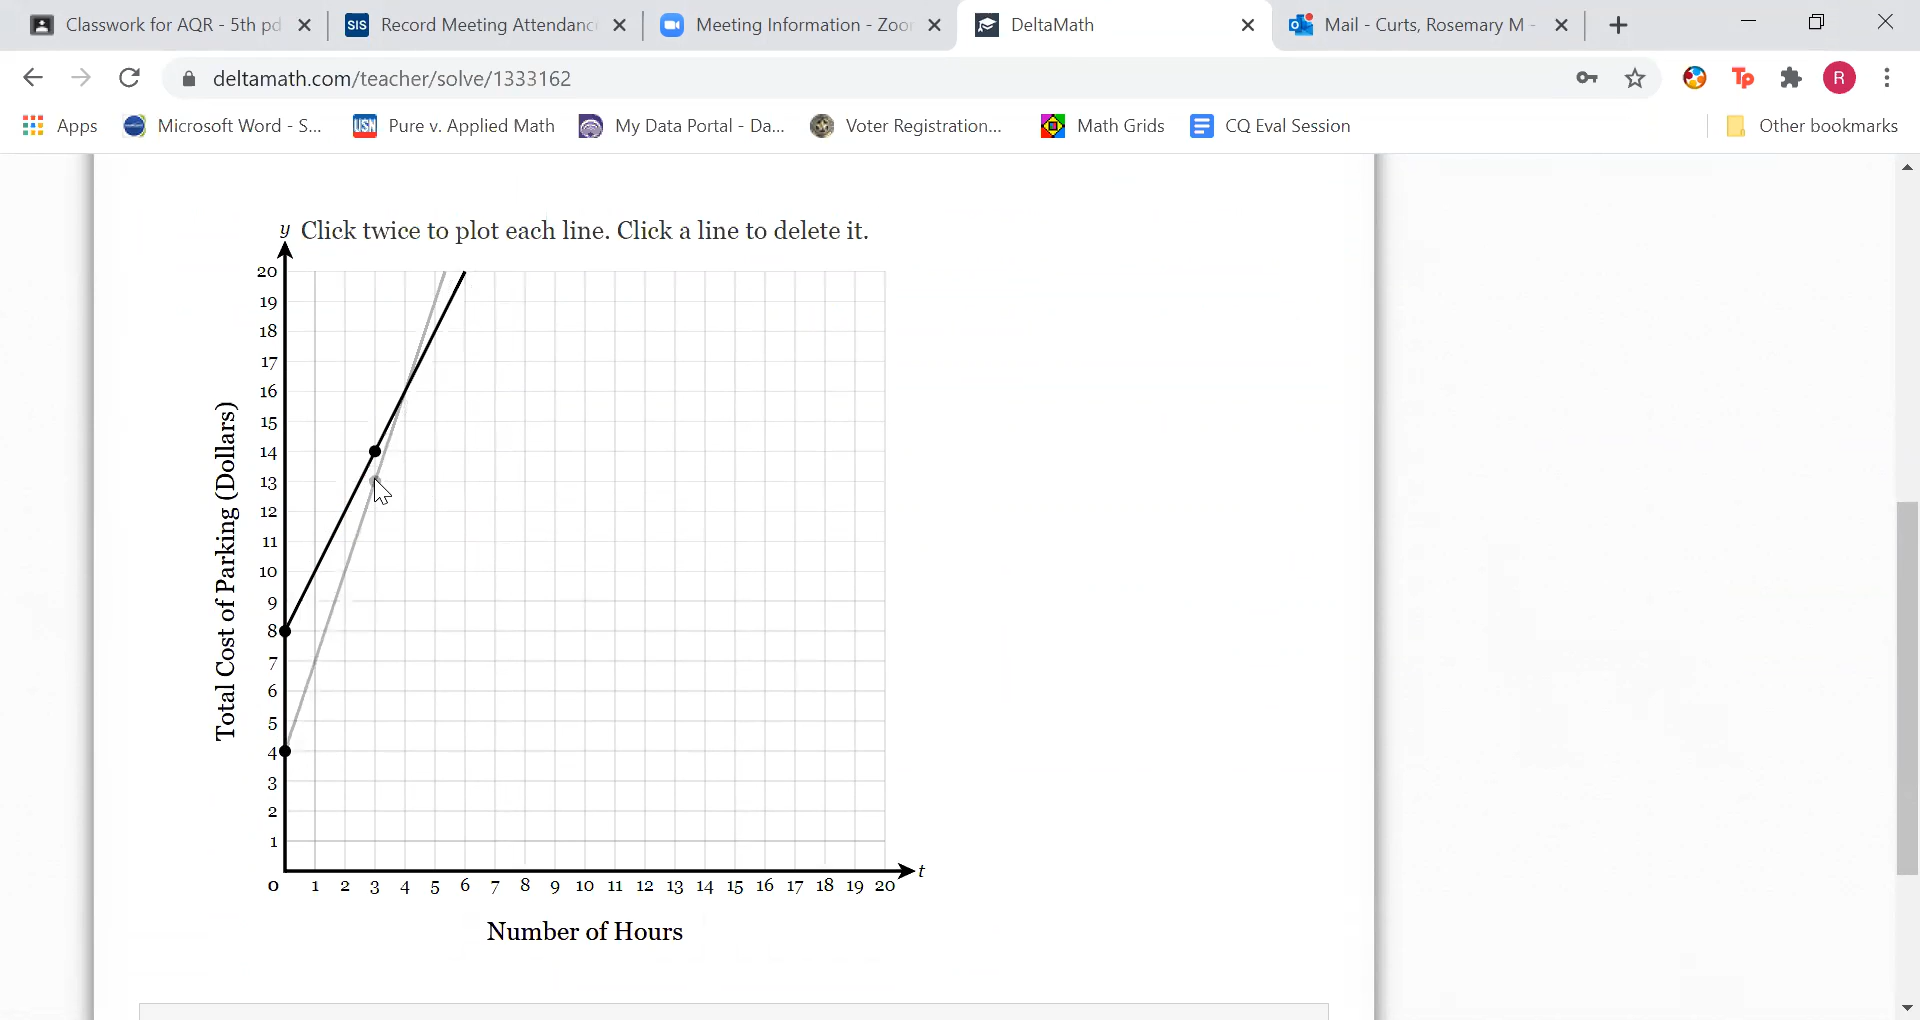 Classwork for AQR - 5th pd
SIS Record Meeting Attendanc
Meeting Information - Zoo
DeltaMath
Mail - Curts, Rosemary M -
deltamath.com/teacher/solve/1333162
Tp
R
Apps
Microsoft Word - S...
USN Pure v. Applied Math
My Data Portal - Da...
Voter Registration...
Math Grids
CQ Eval Session
Other bookmarks
y Click twice to plot each line. Click a line to delete it.
20
19
18
17
16
15
14
13
12
11
10
9
8
7
6
5
4
3
2
1
Total Cost of Parking (Dollars)
0 1 2 3 4 5 6 7 8 9 10 11 12 13 14 15 16 17 18 19 20
t
Number of Hours